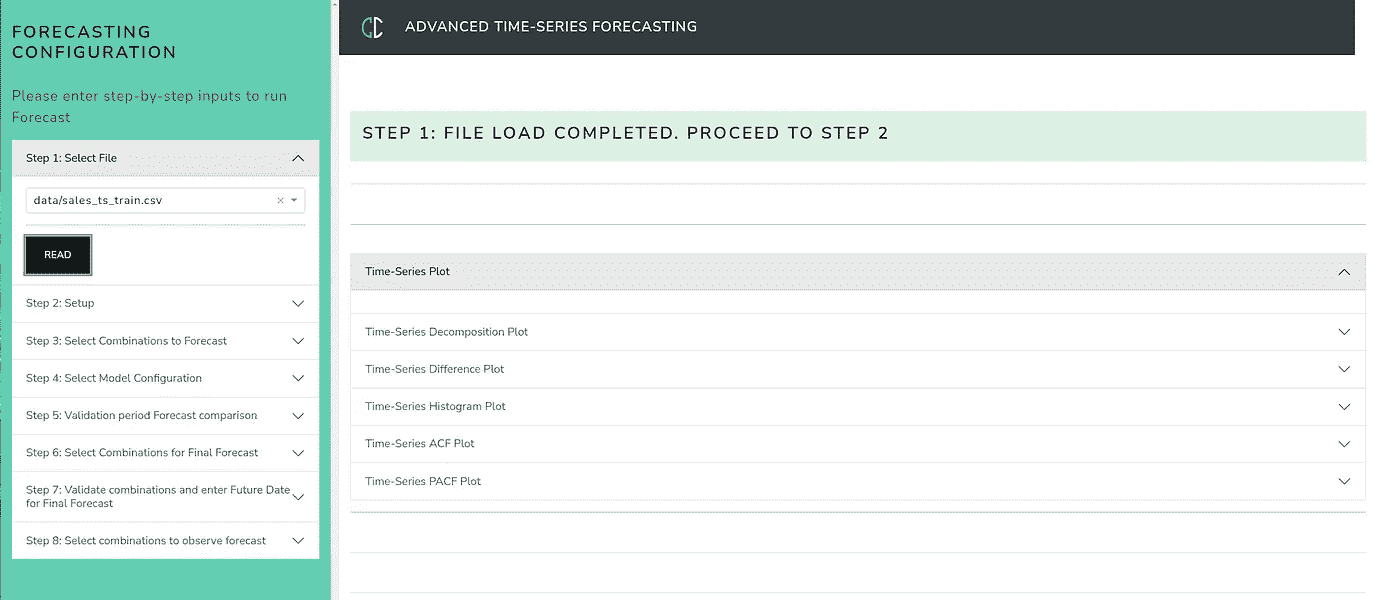 FORECASTING
CONFIGURATION
Please enter step-by-step inputs to run
Forecast
Step 1: Select File
data/sales_ts_train.csv
READ
Step 2: Setup
Step 3: Select Combinations to Forecast
Step 4: Select Model Configuration
Step 5: Validation period Forecast comparison
Step 6: Select Combinations for Final Forecast
Step 7: Validate combinations and enter Future Date
for Final Forecast
Step 8: Select combinations to observe forecast
ADVANCED TIME-SERIES FORECASTING
STEP 1: FILE LOAD COMPLETED. PROCEED TO STEP 2
Time-Series Plot
Time-Series Decomposition Plot
Time-Series Difference Plot
Time-Series Histogram Plot
Time-Series ACF Plot
Time-Series PACF Plot